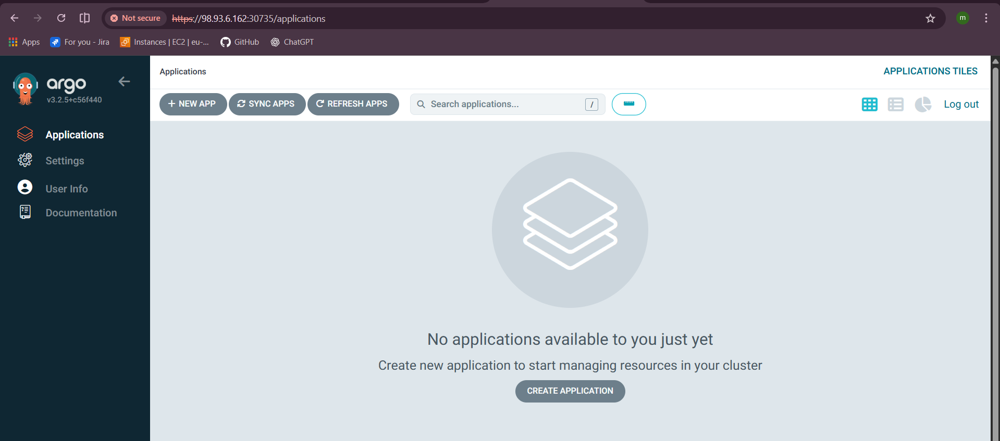 Not secure https://98.93.6.162:30735/applications m
Apps For you - Jira Instances | EC2 | eu-... GitHub ChatGPT
argo
v3.2.5+c56f440
Applications
Settings
User Info
Documentation
Applications APPLICATIONS TILES
+ NEW APP SYNC APPS REFRESH APPS Search applications... / Log out
No applications available to you just yet
Create new application to start managing resources in your cluster
CREATE APPLICATION